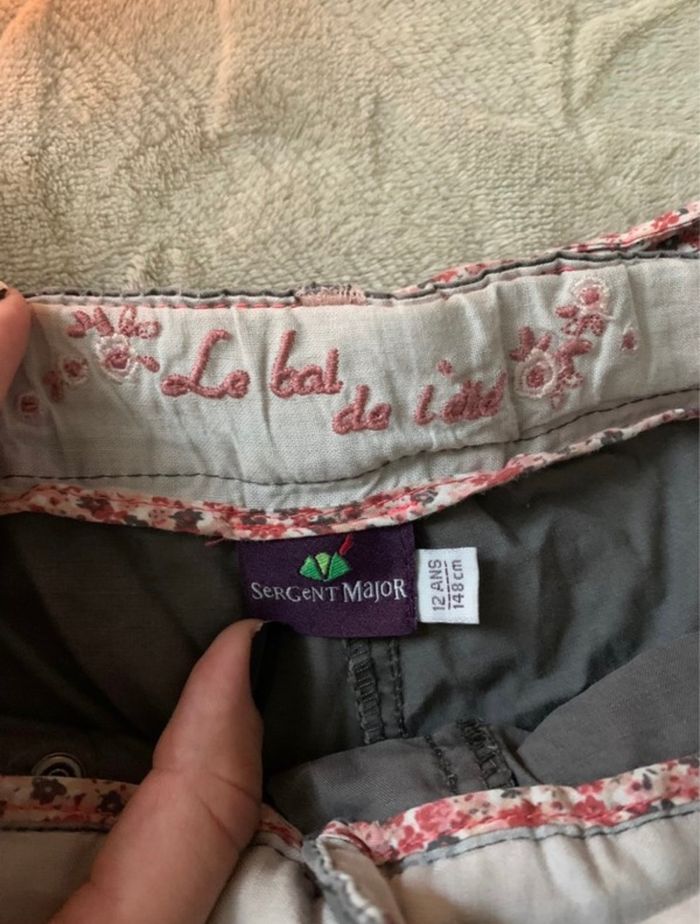 Le bal
de l'été
SeRGeNT MajoR
12 ANS
148 cm